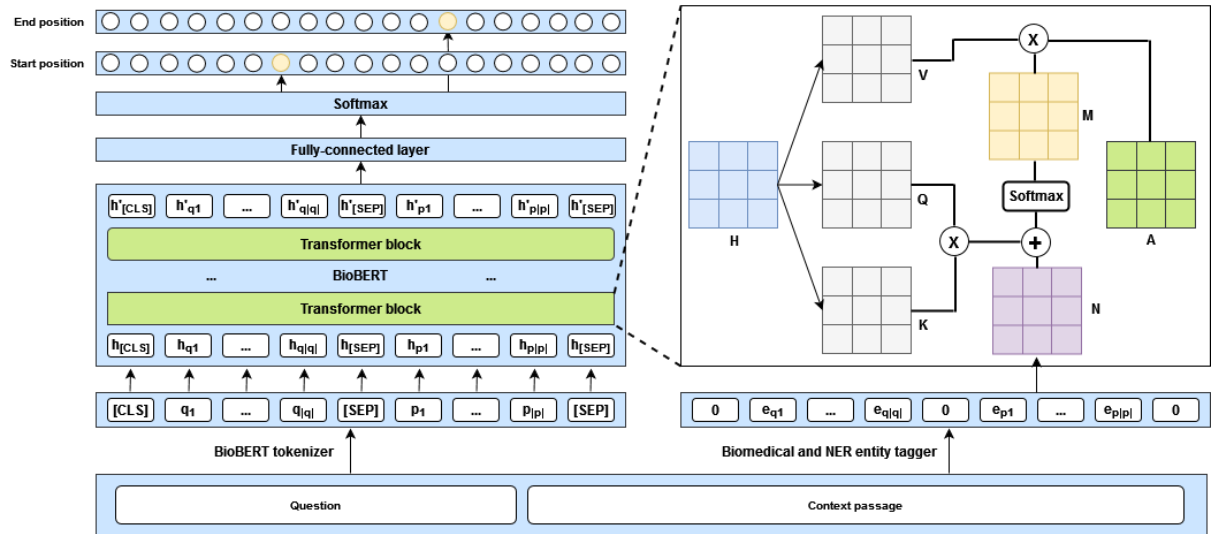 End position
Start position
Softmax
Fully-connected layer
h'[CLS] h'q1 ... h'q|q| h'[SEP] h'p1 ... h'p|p| h'[SEP]
Transformer block
... BioBERT ...
Transformer block
h[CLS] hq1 ... hq|q| h[SEP] hp1 ... hp|p| h[SEP]
[CLS] q1 ... q|q| [SEP] p1 ... p|p| [SEP]
BioBERT tokenizer
X
V
M
Softmax
Q
H
X
+
A
K
N
0 eq1 ... eq|q| 0 ep1 ... ep|p| 0
Biomedical and NER entity tagger
Question
Context passage